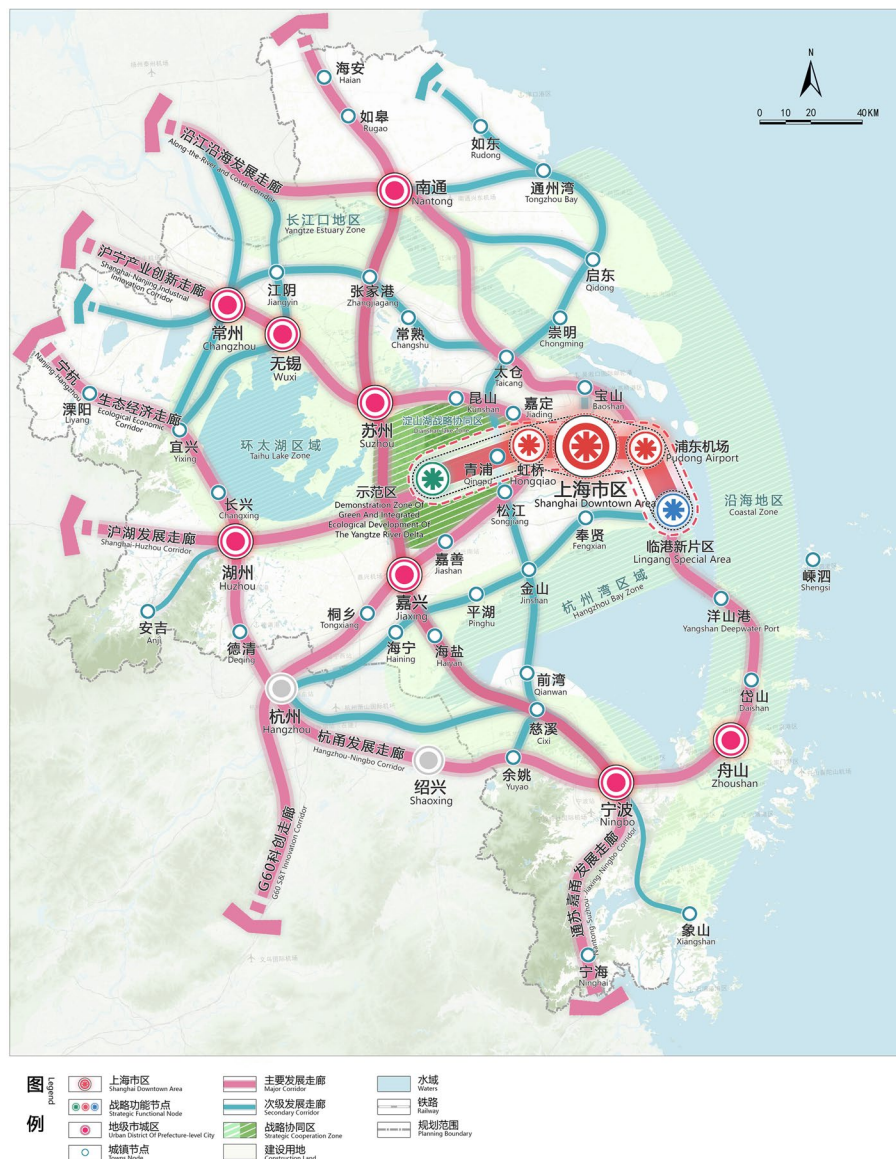 N
0 10 20 40KM
海安
Haian
如皋
Rugao
如东
Rudong
沿江沿海发展走廊
Along-the-River and Costal Corridor
南通
Nantong
通州湾
Tongzhou Bay
长江口地区
Yangtze Estuary Zone
沪宁产业创新走廊
Shanghai-Nanjing Industrial
Innovation Corridor
江阴
Jiangyin
张家港
Zhangjiagang
启东
Qidong
常州
Changzhou
无锡
Wuxi
常熟
Changshu
崇明
Chongming
太仓
Taicang
宁杭
生态经济走廊
Nanjing-Hangzhou
Ecological Economic
Corridor
溧阳
Liyang
宜兴
Yixing
苏州
Suzhou
昆山
Kunshan
嘉定
Jiading
宝山
Baoshan
淀山湖战略协同区
环太湖区域
Taihu Lake Zone
青浦
Qingpu
虹桥
Hongqiao
上海市区
Shanghai Downtown Area
浦东机场
Pudong Airport
示范区
Demonstration Zone Of
Green And Integrated
Ecological Development Of
The Yangtze River Delta
长兴
Changxing
松江
Songjiang
奉贤
Fengxian
沿海地区
Coastal Zone
沪湖发展走廊
Shanghai-Huzhou Corridor
临港新片区
Lingang Special Area
湖州
Huzhou
嘉善
Jiashan
嘉兴
Jiaxing
金山
Jinshan
杭州湾区域
Hangzhou Bay Zone
嵊泗
Shengsi
安吉
Anji
德清
Deqing
桐乡
Tongxiang
平湖
Pinghu
洋山港
Yangshan Deepwater Port
海宁
Haining
海盐
Haiyan
前湾
Qianwan
岱山
Daishan
杭州
Hangzhou
慈溪
Cixi
杭甬发展走廊
Hangzhou-Ningbo Corridor
绍兴
Shaoxing
余姚
Yuyao
舟山
Zhoushan
宁波
Ningbo
G60科创走廊
G60 S&T Innovation Corridor
通苏嘉甬发展走廊
Nantong-Suzhou-Jiaxing-Ningbo Corridor
象山
Xiangshan
宁海
Ninghai
图例
Legend
上海市区
Shanghai Downtown Area
战略功能节点
Strategic Functional Node
地级市城区
Urban District Of Prefecture-level City
城镇节点
Towns Node
主要发展走廊
Major Corridor
次级发展走廊
Secondary Corridor
战略协同区
Strategic Cooperation Zone
建设用地
Construction Land
水域
Waters
铁路
Railway
规划范围
Planning Boundary